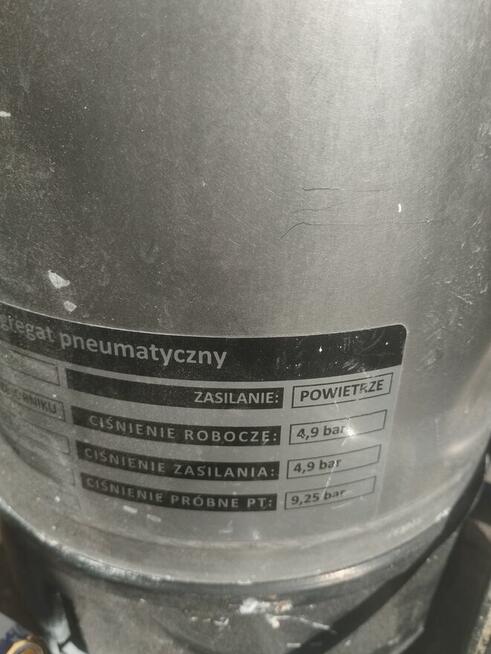 gregat pneumatyczny
ZASILANIE: POWIETRZE
CIŚNIENIE ROBOCZE: 4,9 bar
CIŚNIENIE ZASILANIA: 4,9 bar
CIŚNIENIE PRÓBNE PT: 9,25 bar